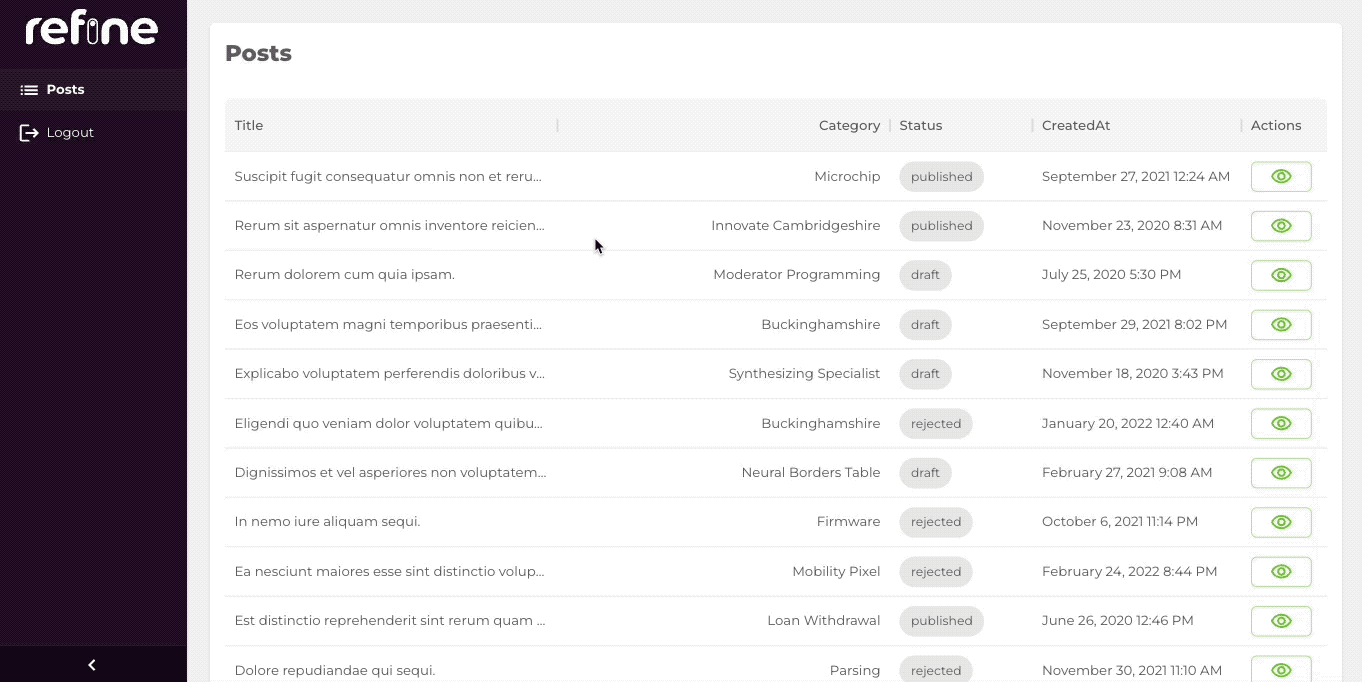 refine
Posts
Logout
Posts
Title Category Status CreatedAt Actions
Suscipit fugit consequatur omnis non et reru... Microchip published September 27, 2021 12:24 AM
Rerum sit aspernatur omnis inventore reicien... Innovate Cambridgeshire published November 23, 2020 8:31 AM
Rerum dolorem cum quia ipsam. Moderator Programming draft July 25, 2020 5:30 PM
Eos voluptatem magni temporibus praesenti... Buckinghamshire draft September 29, 2021 8:02 PM
Explicabo voluptatem perferendis doloribus v... Synthesizing Specialist draft November 18, 2020 3:43 PM
Eligendi quo veniam dolor voluptatem quibu... Buckinghamshire rejected January 20, 2022 12:40 AM
Dignissimos et vel asperiores non voluptatem... Neural Borders Table draft February 27, 2021 9:08 AM
In nemo iure aliquam sequi. Firmware rejected October 6, 2021 11:14 PM
Ea nesciunt maiores esse sint distinctio volup... Mobility Pixel rejected February 24, 2022 8:44 PM
Est distinctio reprehenderit sint rerum quam ... Loan Withdrawal published June 26, 2020 12:46 PM
Dolore repudiandae qui sequi. Parsing rejected November 30, 2021 11:10 AM